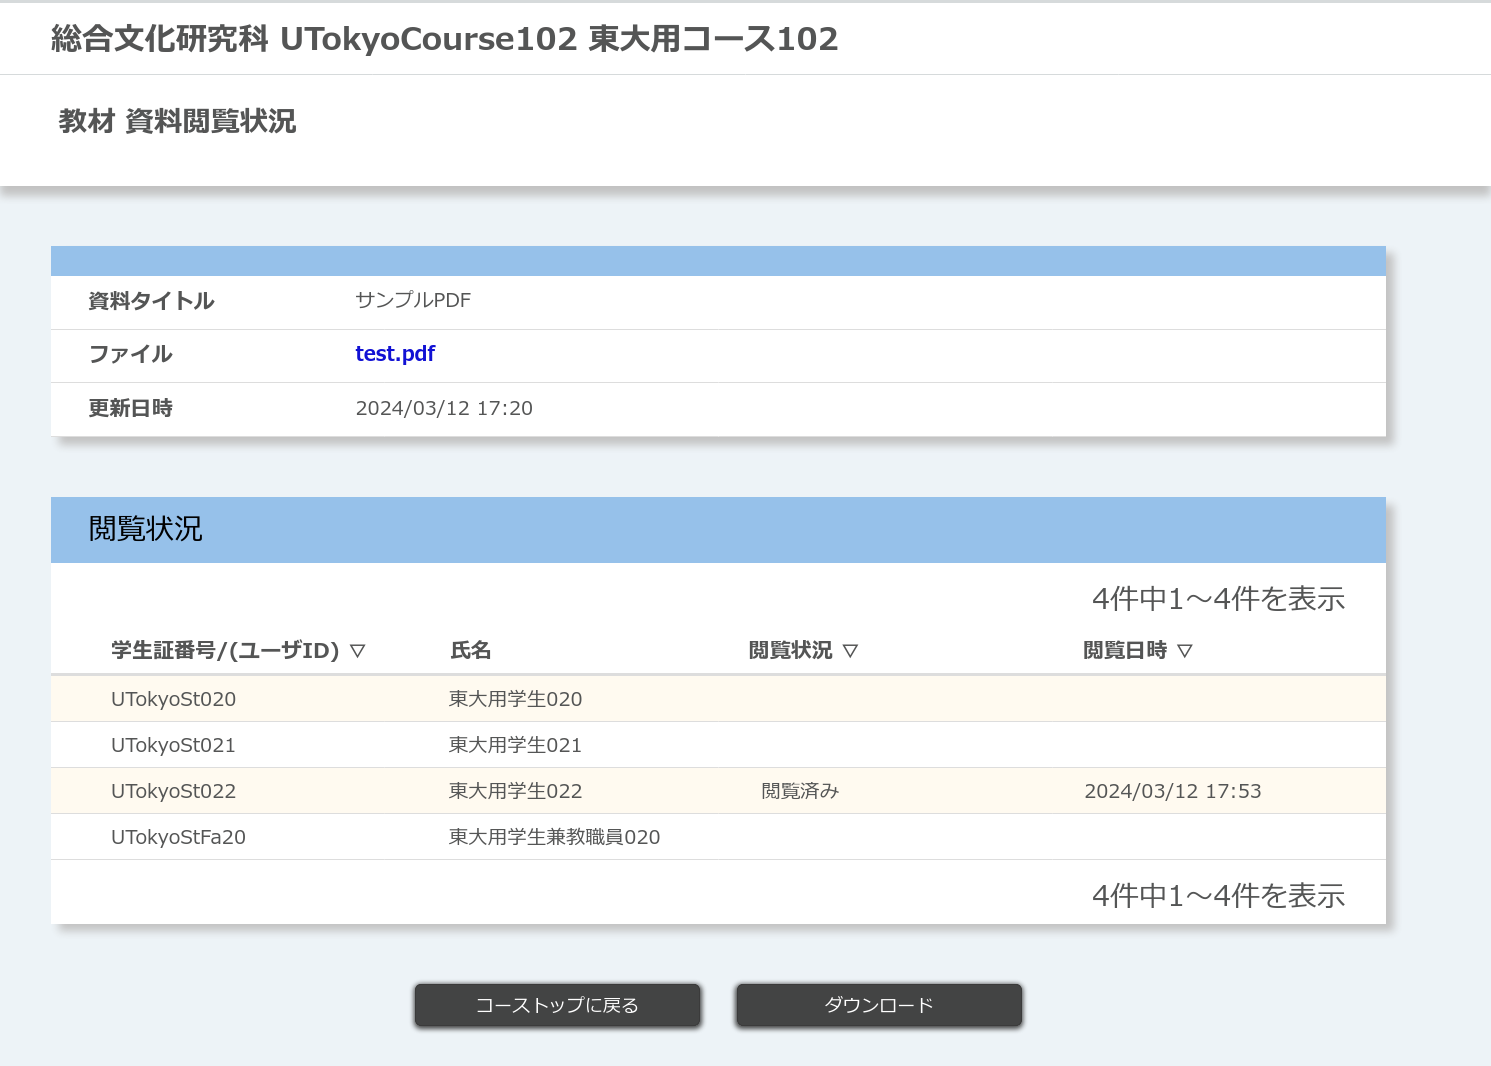 総合文化研究科 UTokyoCourse102 東大用コース102
教材 資料閲覧状況
資料タイトル サンプルPDF
ファイル test.pdf
更新日時 2024/03/12 17:20
閲覧状況
4件中1～4件を表示
学生証番号/(ユーザID) ▽ 氏名 閲覧状況 ▽ 閲覧日時 ▽
UTokyoSt020 東大用学生020
UTokyoSt021 東大用学生021
UTokyoSt022 東大用学生022 閲覧済み 2024/03/12 17:53
UTokyoStFa20 東大用学生兼教職員020
4件中1～4件を表示
コーストップに戻る ダウンロード